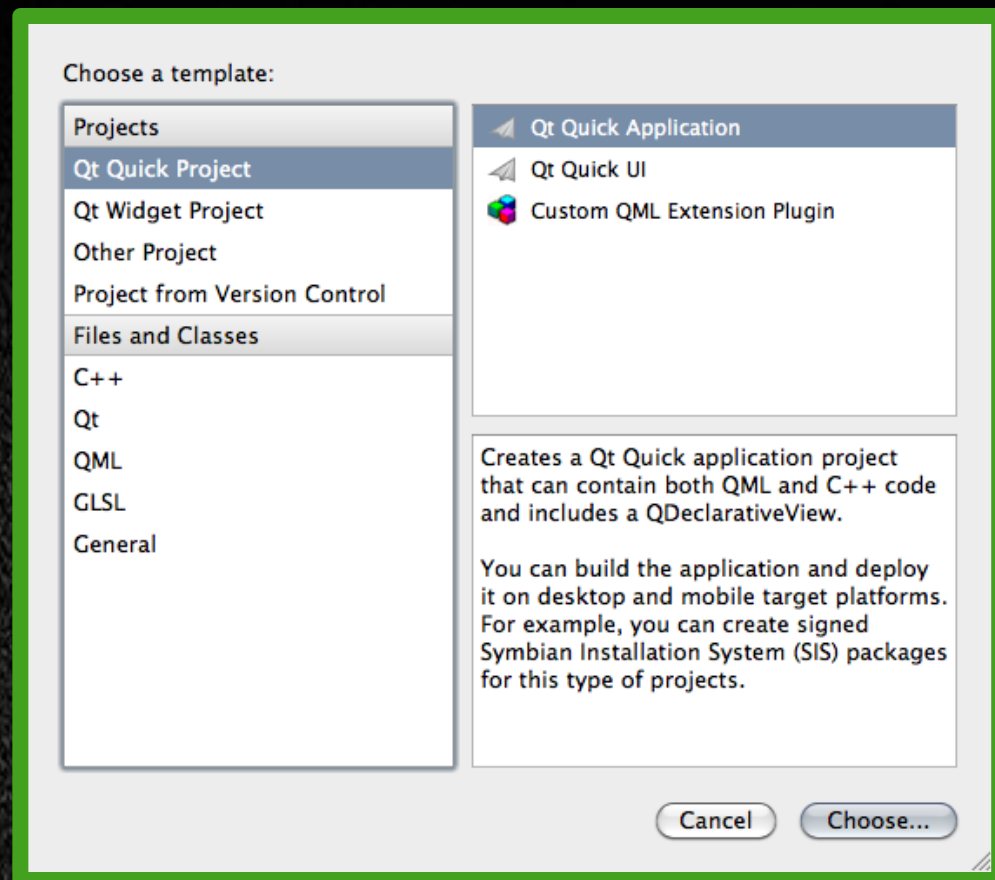 Choose a template:
Projects
Qt Quick Project
Qt Widget Project
Other Project
Project from Version Control
Files and Classes
C++
Qt
QML
GLSL
General
Qt Quick Application
Qt Quick UI
Custom QML Extension Plugin
Creates a Qt Quick application project
that can contain both QML and C++ code
and includes a QDeclarativeView.
You can build the application and deploy
it on desktop and mobile target platforms.
For example, you can create signed
Symbian Installation System (SIS) packages
for this type of projects.
Cancel
Choose...